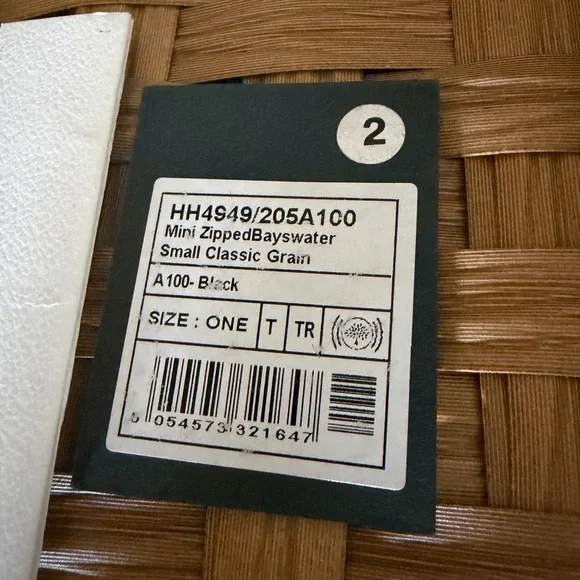 2
HH4949/205A100
Mini ZippedBayswater
Small Classic Grain
A100- Black
SIZE : ONE T TR
5 054573 321647